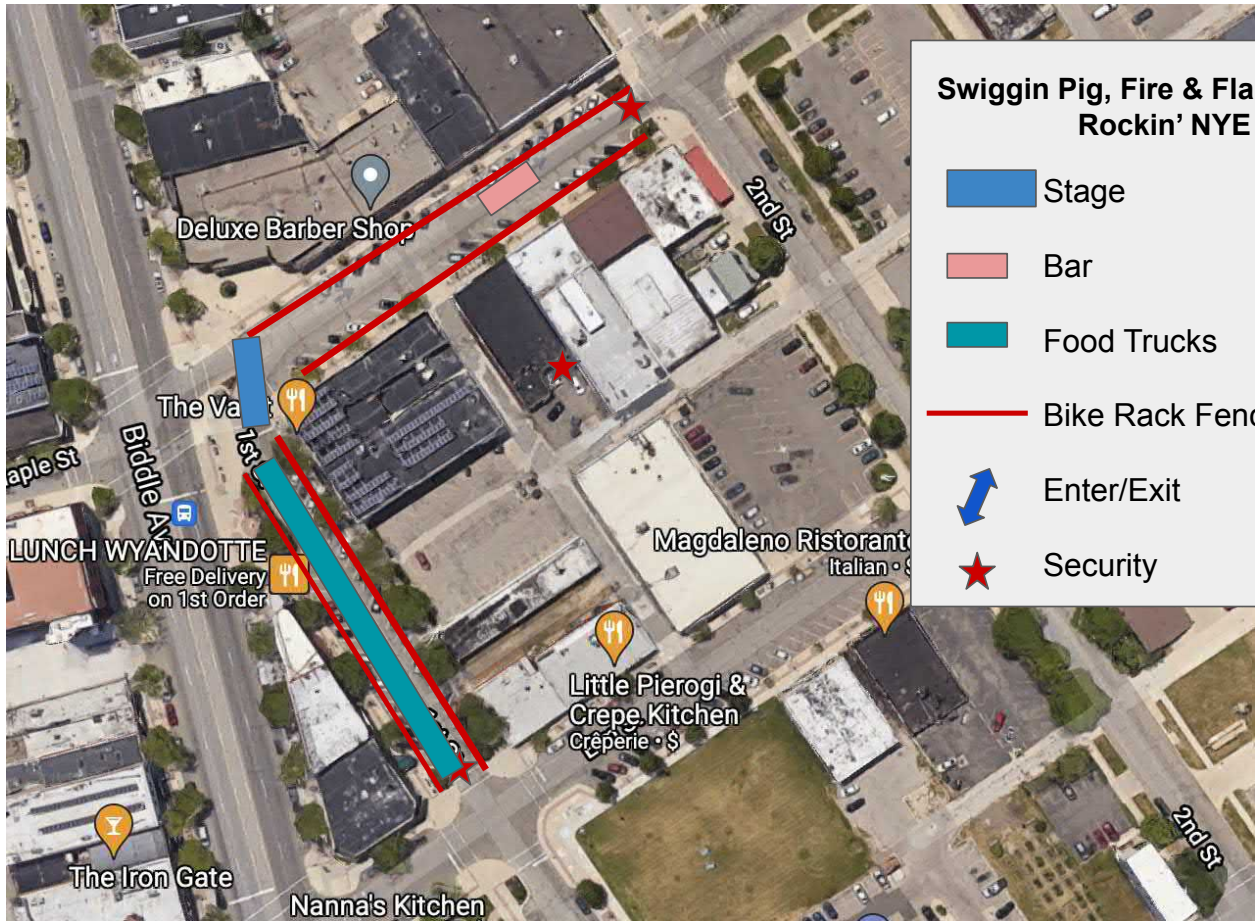 Swiggin Pig, Fire & Fla
Rockin' NYE
Stage
Bar
Food Trucks
Bike Rack Fenc
Enter/Exit
Security
Deluxe Barber Shop
2nd St
The Va
1st
aple St
Biddle Av
LUNCH WYANDOTTE
Free Delivery
on 1st Order
Magdaleno Ristorante
Italian • $
Little Pierogi &
Crepe Kitchen
Crêperie • $
2nd St
The Iron Gate
Nanna's Kitchen